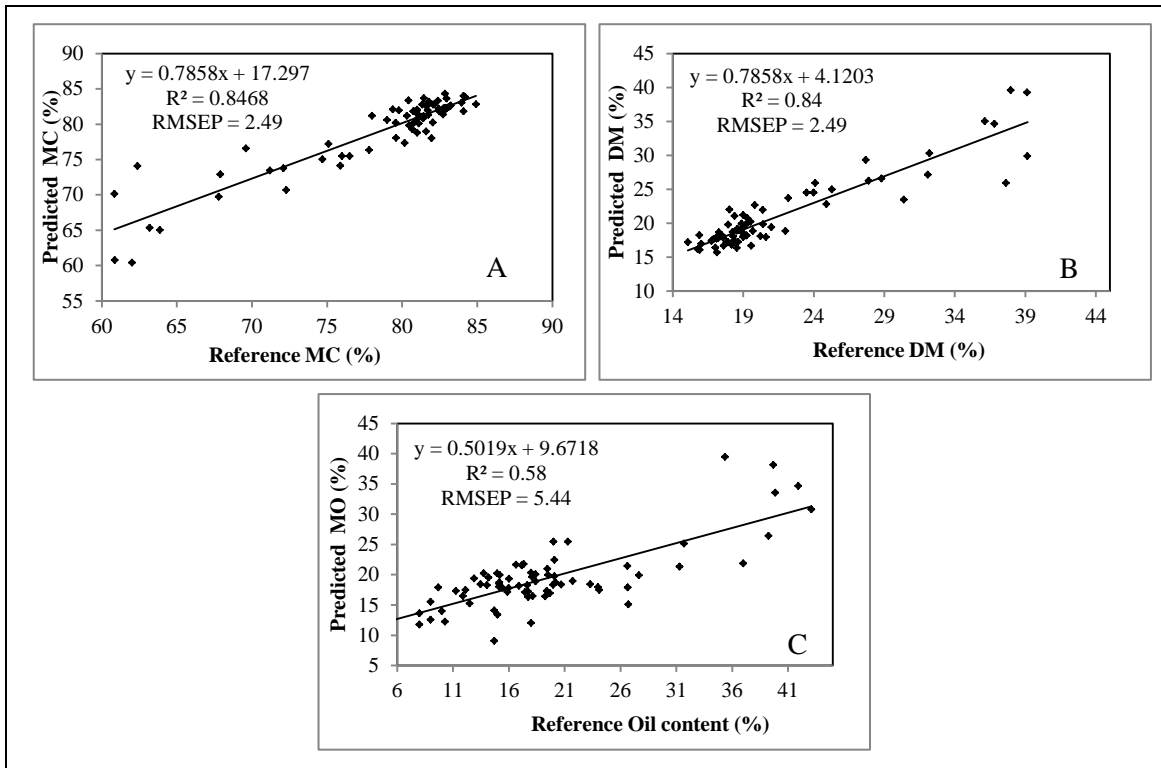 y = 0.7858x + 17.297
R² = 0.8468
RMSEP = 2.49
90
85
80
75
70
65
60
55
60 65 70 75 80 85 90
Predicted MC (%)
Reference MC (%)
A
y = 0.7858x + 4.1203
R² = 0.84
RMSEP = 2.49
45
40
35
30
25
20
15
10
14 19 24 29 34 39 44
Predicted DM (%)
Reference DM (%)
B
y = 0.5019x + 9.6718
R² = 0.58
RMSEP = 5.44
45
40
35
30
25
20
15
10
5
6 11 16 21 26 31 36 41
Predicted MO (%)
Reference Oil content (%)
C